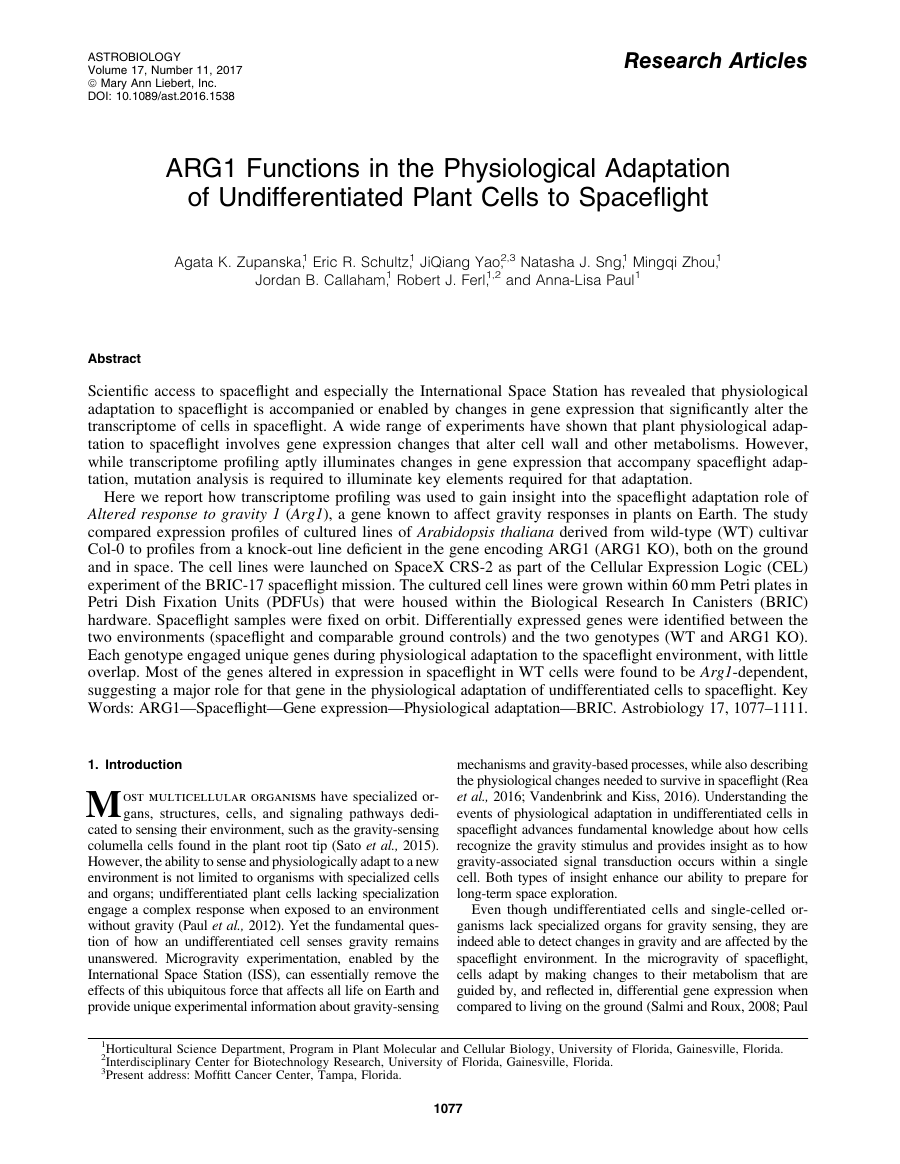 ASTROBIOLOGY
Volume 17, Number 11, 2017
© Mary Ann Liebert, Inc.
DOI: 10.1089/ast.2016.1538
Research Articles
ARG1 Functions in the Physiological Adaptation
of Undifferentiated Plant Cells to Spaceflight
Agata K. Zupanska,1 Eric R. Schultz,1 JiQiang Yao,2,3 Natasha J. Sng,1 Mingqi Zhou,1
Jordan B. Callaham,1 Robert J. Ferl,1,2 and Anna-Lisa Paul1
Abstract
Scientific access to spaceflight and especially the International Space Station has revealed that physiological
adaptation to spaceflight is accompanied or enabled by changes in gene expression that significantly alter the
transcriptome of cells in spaceflight. A wide range of experiments have shown that plant physiological adap-
tation to spaceflight involves gene expression changes that alter cell wall and other metabolisms. However,
while transcriptome profiling aptly illuminates changes in gene expression that accompany spaceflight adap-
tation, mutation analysis is required to illuminate key elements required for that adaptation.
Here we report how transcriptome profiling was used to gain insight into the spaceflight adaptation role of
Altered response to gravity 1 (Arg1), a gene known to affect gravity responses in plants on Earth. The study
compared expression profiles of cultured lines of Arabidopsis thaliana derived from wild-type (WT) cultivar
Col-0 to profiles from a knock-out line deficient in the gene encoding ARG1 (ARG1 KO), both on the ground
and in space. The cell lines were launched on SpaceX CRS-2 as part of the Cellular Expression Logic (CEL)
experiment of the BRIC-17 spaceflight mission. The cultured cell lines were grown within 60 mm Petri plates in
Petri Dish Fixation Units (PDFUs) that were housed within the Biological Research In Canisters (BRIC)
hardware. Spaceflight samples were fixed on orbit. Differentially expressed genes were identified between the
two environments (spaceflight and comparable ground controls) and the two genotypes (WT and ARG1 KO).
Each genotype engaged unique genes during physiological adaptation to the spaceflight environment, with little
overlap. Most of the genes altered in expression in spaceflight in WT cells were found to be Arg1-dependent,
suggesting a major role for that gene in the physiological adaptation of undifferentiated cells to spaceflight. Key
Words: ARG1—Spaceflight—Gene expression—Physiological adaptation—BRIC. Astrobiology 17, 1077–1111.
1. Introduction
MOST MULTICELLULAR ORGANISMS have specialized or-
gans, structures, cells, and signaling pathways dedi-
cated to sensing their environment, such as the gravity-sensing
columella cells found in the plant root tip (Sato et al., 2015).
However, the ability to sense and physiologically adapt to a new
environment is not limited to organisms with specialized cells
and organs; undifferentiated plant cells lacking specialization
engage a complex response when exposed to an environment
without gravity (Paul et al., 2012). Yet the fundamental ques-
tion of how an undifferentiated cell senses gravity remains
unanswered. Microgravity experimentation, enabled by the
International Space Station (ISS), can essentially remove the
effects of this ubiquitous force that affects all life on Earth and
provide unique experimental information about gravity-sensing
mechanisms and gravity-based processes, while also describing
the physiological changes needed to survive in spaceflight (Rea
et al., 2016; Vandenbrink and Kiss, 2016). Understanding the
events of physiological adaptation in undifferentiated cells in
spaceflight advances fundamental knowledge about how cells
recognize the gravity stimulus and provides insight as to how
gravity-associated signal transduction occurs within a single
cell. Both types of insight enhance our ability to prepare for
long-term space exploration.
Even though undifferentiated cells and single-celled or-
ganisms lack specialized organs for gravity sensing, they are
indeed able to detect changes in gravity and are affected by the
spaceflight environment. In the microgravity of spaceflight,
cells adapt by making changes to their metabolism that are
guided by, and reflected in, differential gene expression when
compared to living on the ground (Salmi and Roux, 2008; Paul
1Horticultural Science Department, Program in Plant Molecular and Cellular Biology, University of Florida, Gainesville, Florida.
2Interdisciplinary Center for Biotechnology Research, University of Florida, Gainesville, Florida.
3Present address: Moffitt Cancer Center, Tampa, Florida.
1077